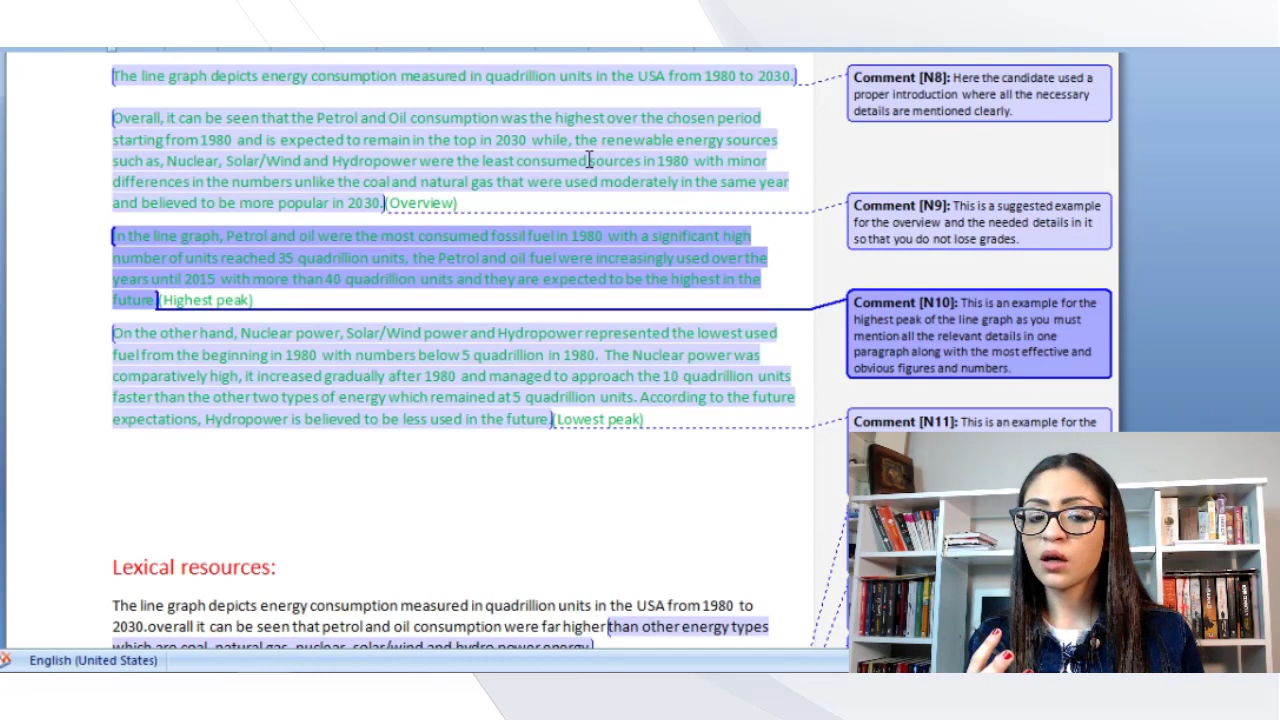 The line graph depicts energy consumption measured in quadrillion units in the USA from 1980 to 2030.
Overall, it can be seen that the Petrol and Oil consumption was the highest over the chosen period
starting from 1980 and is expected to remain in the top in 2030 while, the renewable energy sources
such as, Nuclear, Solar/Wind and Hydropower were the least consumed sources in 1980 with minor
differences in the numbers unlike the coal and natural gas that were used moderately in the same year
and believed to be more popular in 2030.(Overview)
In the line graph, Petrol and oil were the most consumed fossil fuel in 1980 with a significant high
number of units reached 35 quadrillion units, the Petrol and oil fuel were increasingly used over the
years until 2015 with more than 40 quadrillion units and they are expected to be the highest in the
future.(Highest peak)
On the other hand, Nuclear power, Solar/Wind power and Hydropower represented the lowest used
fuel from the beginning in 1980 with numbers below 5 quadrillion in 1980. The Nuclear power was
comparatively high, it increased gradually after 1980 and managed to approach the 10 quadrillion units
faster than the other two types of energy which remained at 5 quadrillion units. According to the future
expectations, Hydropower is believed to be less used in the future.(Lowest peak)
Lexical resources:
The line graph depicts energy consumption measured in quadrillion units in the USA from 1980 to
2030.overall it can be seen that petrol and oil consumption were far higher than other energy types
which are coal, natural gas, nuclear, solar/wind and hydro power energy.
Comment [N8]: Here the candidate used a
proper introduction where all the necessary
details are mentioned clearly.
Comment [N9]: This is a suggested example
for the overview and the needed details in it
so that you do not lose grades.
Comment [N10]: This is an example for the
highest peak of the line graph as you must
mention all the relevant details in one
paragraph along with the most effective and
obvious figures and numbers.
Comment [N11]: This is an example for the
English (United States)